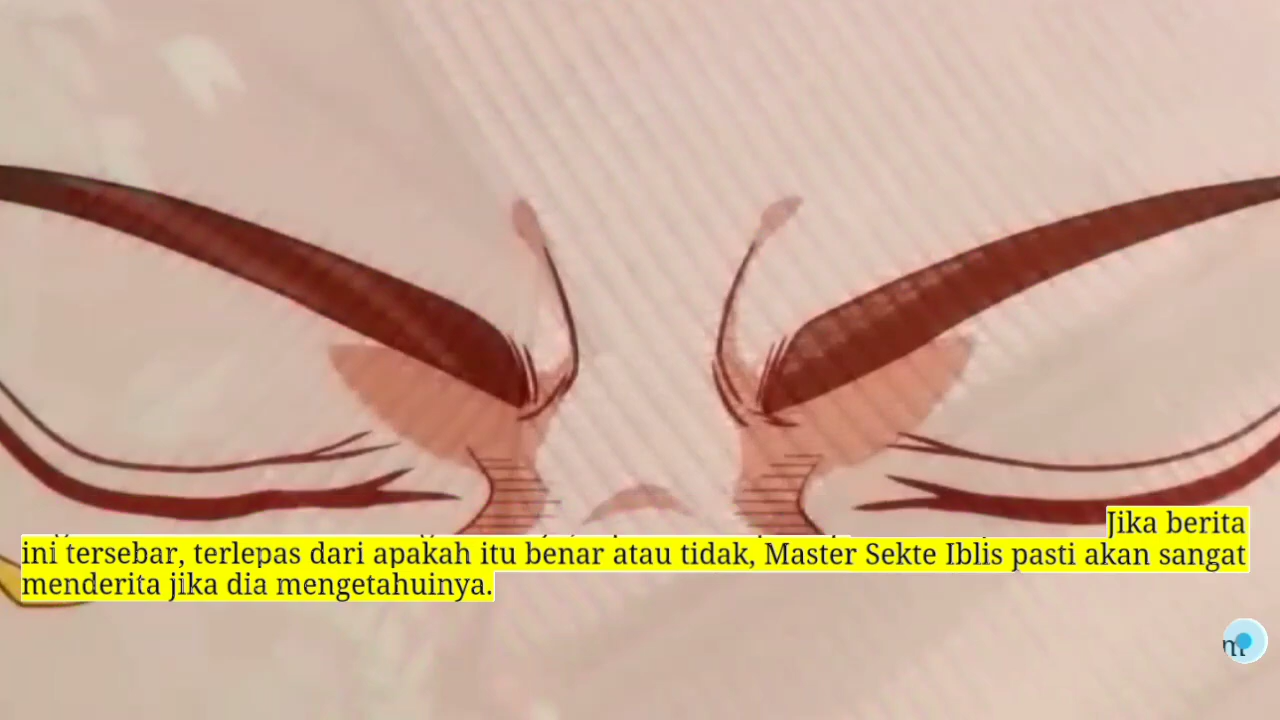 Jika berita
ini tersebar, terlepas dari apakah itu benar atau tidak, Master Sekte Iblis pasti akan sangat
menderita jika dia mengetahuinya.